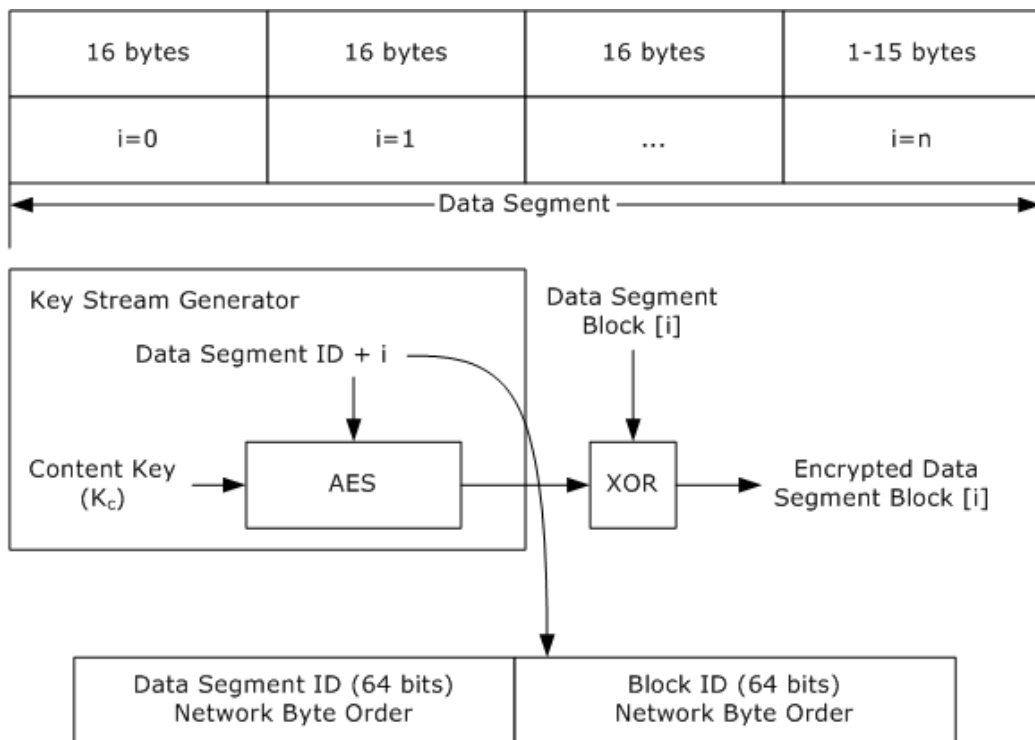 16 bytes
16 bytes
16 bytes
1-15 bytes
i=0
i=1
...
i=n
Data Segment
Key Stream Generator
Data Segment
Block [i]
Data Segment ID + i
Content Key
(Kc)
AES
XOR
Encrypted Data
Segment Block [i]
Data Segment ID (64 bits)
Network Byte Order
Block ID (64 bits)
Network Byte Order